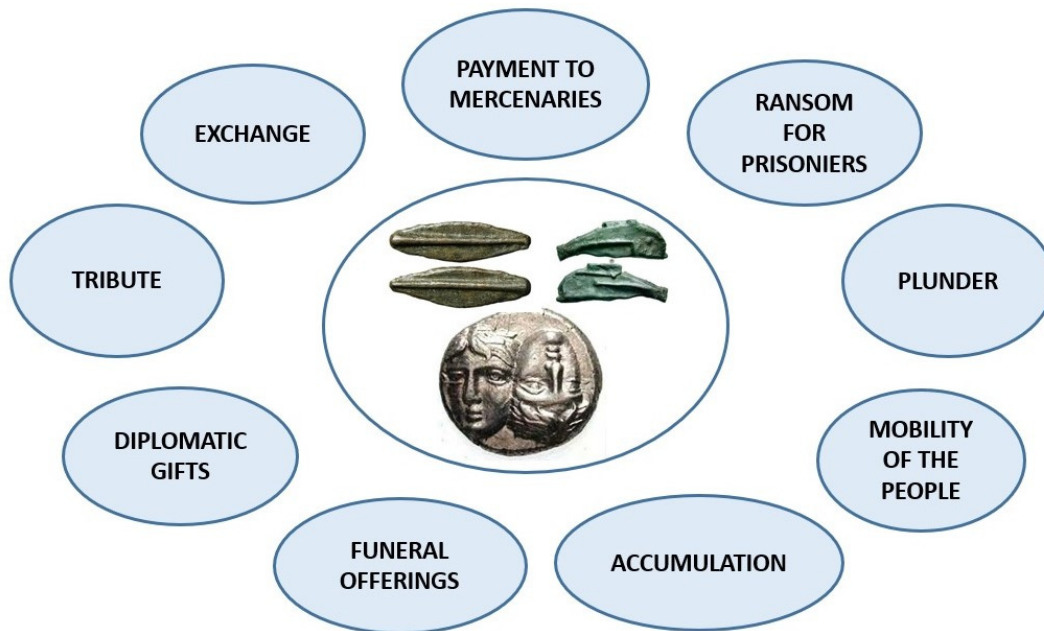 PAYMENT TO
MERCENARIES
RANSOM
FOR
PRISONIERS
EXCHANGE
TRIBUTE
PLUNDER
DIPLOMATIC
GIFTS
MOBILITY
OF THE
PEOPLE
FUNERAL
OFFERINGS
ACCUMULATION